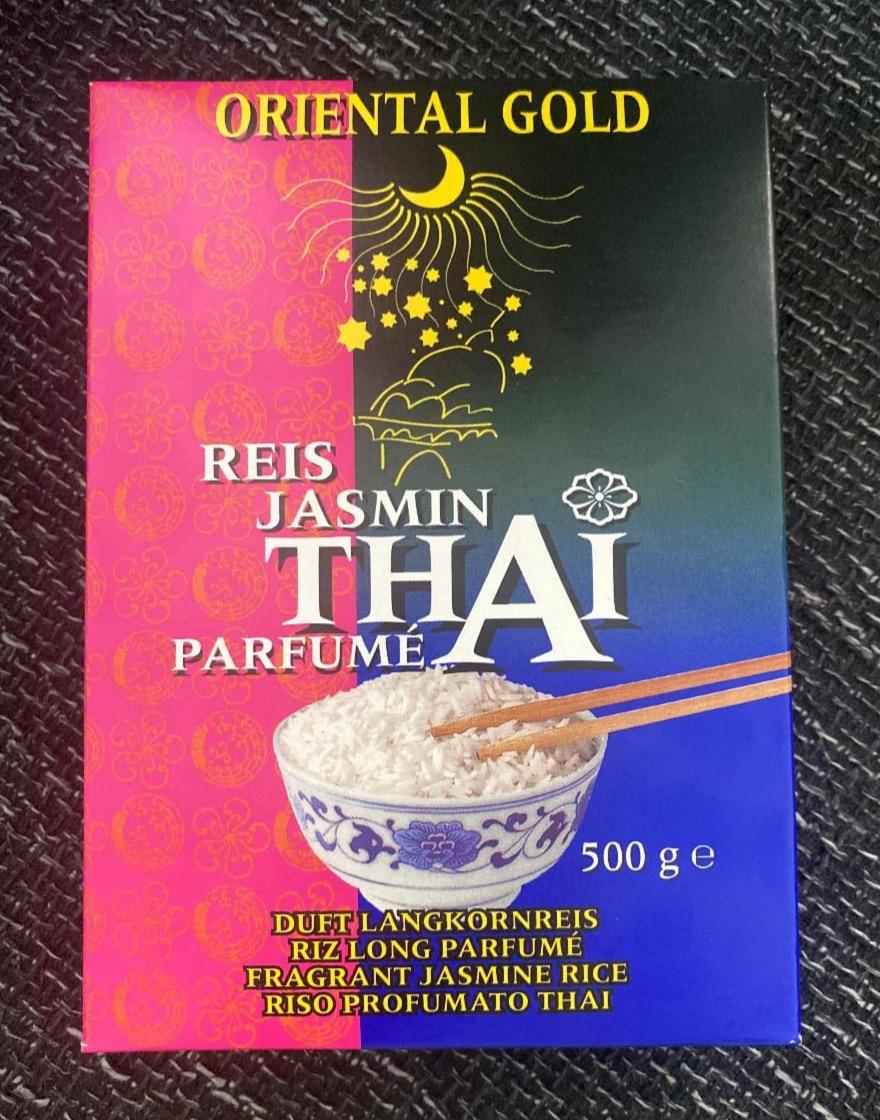 ORIENTAL GOLD
REIS
JASMIN
THAI
PARFUMÉ
500 g ℮
DUFT LANGKORNREIS
RIZ LONG PARFUMÉ
FRAGRANT JASMINE RICE
RISO PROFUMATO THAI